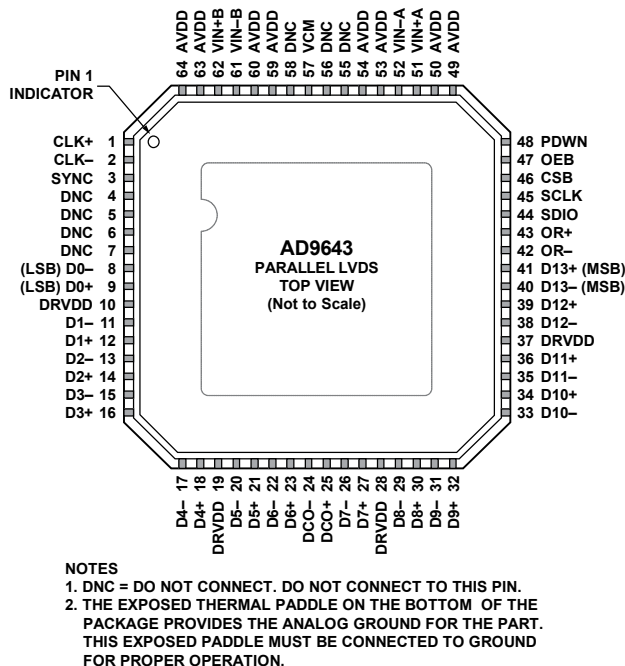 64 AVDD
63 AVDD
62 VIN+B
61 VIN–B
60 AVDD
59 AVDD
58 DNC
57 VCM
56 DNC
55 DNC
54 AVDD
53 AVDD
52 VIN–A
51 VIN+A
50 AVDD
49 AVDD
PIN 1
INDICATOR
CLK+ 1
CLK– 2
SYNC 3
DNC 4
DNC 5
DNC 6
DNC 7
(LSB) D0– 8
(LSB) D0+ 9
DRVDD 10
D1– 11
D1+ 12
D2– 13
D2+ 14
D3– 15
D3+ 16
AD9643
PARALLEL LVDS
TOP VIEW
(Not to Scale)
48 PDWN
47 OEB
46 CSB
45 SCLK
44 SDIO
43 OR+
42 OR–
41 D13+ (MSB)
40 D13– (MSB)
39 D12+
38 D12–
37 DRVDD
36 D11+
35 D11–
34 D10+
33 D10–
D4– 17
D4+ 18
DRVDD 19
D5– 20
D5+ 21
D6– 22
D6+ 23
DCO– 24
DCO+ 25
D7– 26
D7+ 27
DRVDD 28
D8– 29
D8+ 30
D9– 31
D9+ 32
NOTES
1. DNC = DO NOT CONNECT. DO NOT CONNECT TO THIS PIN.
2. THE EXPOSED THERMAL PADDLE ON THE BOTTOM OF THE
PACKAGE PROVIDES THE ANALOG GROUND FOR THE PART.
THIS EXPOSED PADDLE MUST BE CONNECTED TO GROUND
FOR PROPER OPERATION.